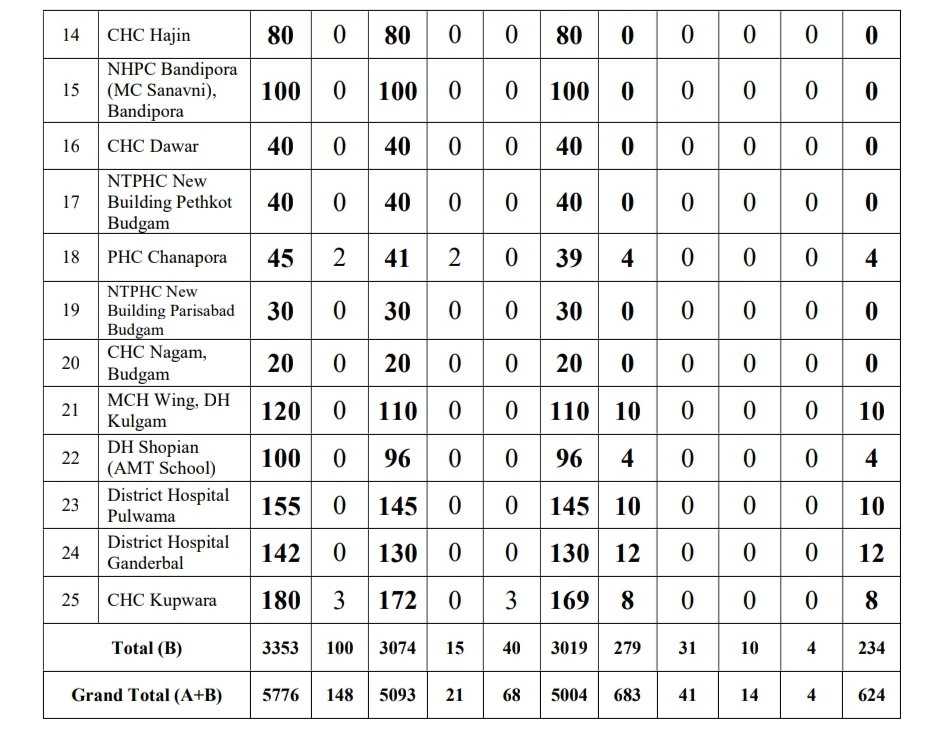 14 CHC Hajin 80 0 80 0 0 80 0 0 0 0 0
NHPC Bandipora
15 (MC Sanavni), 100 0 100 0 0 100 0 0 0 0 0
Bandipora
16 CHC Dawar 40 0 40 0 0 40 0 0 0 0 0
NTPHC New
17 Building Pethkot 40 0 40 0 0 40 0 0 0 0 0
Budgam
18 PHC Chanapora 45 2 41 2 0 39 4 0 0 0 4
NTPHC New
19 Building Parisabad 30 0 30 0 0 30 0 0 0 0 0
Budgam
20 CHC Nagam, 20 0 20 0 0 20 0 0 0 0 0
Budgam
21 MCH Wing, DH 120 0 110 0 0 110 10 0 0 0 10
Kulgam
22 DH Shopian 100 0 96 0 0 96 4 0 0 0 4
(AMT School)
23 District Hospital 155 0 145 0 0 145 10 0 0 0 10
Pulwama
24 District Hospital 142 0 130 0 0 130 12 0 0 0 12
Ganderbal
25 CHC Kupwara 180 3 172 0 3 169 8 0 0 0 8
Total (B) 3353 100 3074 15 40 3019 279 31 10 4 234
Grand Total (A+B) 5776 148 5093 21 68 5004 683 41 14 4 624